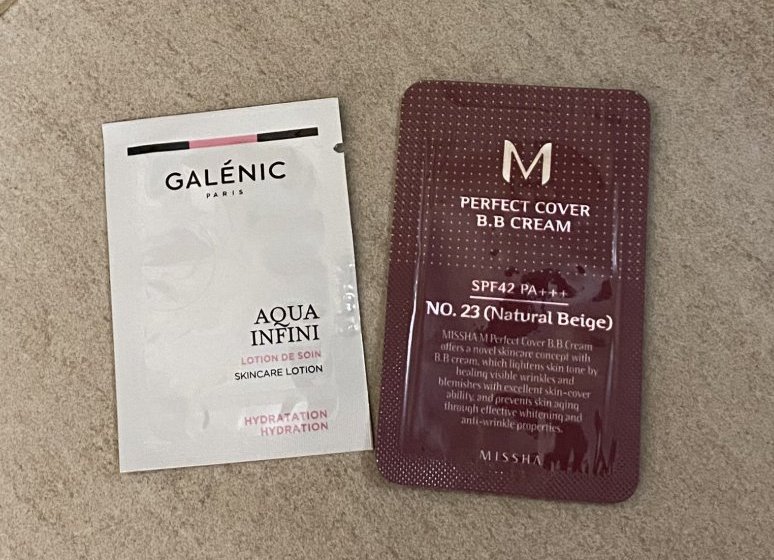 GALÉNIC
PARIS
AQUA
INFINI
LOTION DE SOIN
SKINCARE LOTION
HYDRATATION
HYDRATION
M
PERFECT COVER
B.B CREAM
SPF42 PA+++
NO. 23 (Natural Beige)
MISSHA M Perfect Cover B.B Cream
offers a novel skincare concept with
B.B cream, which lightens skin tone by
healing visible wrinkles and
blemishes with excellent skin-cover
ability, and prevents skin aging
through effective whitening and
anti-wrinkle properties.
MISSHA